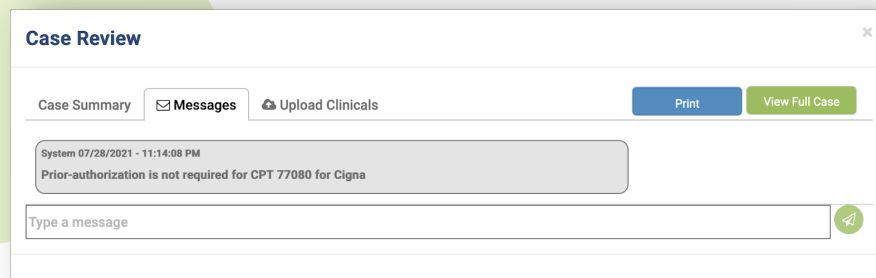 Case Review
×
Case Summary Messages Upload Clinicals Print View Full Case
System 07/28/2021 - 11:14:08 PM
Prior-authorization is not required for CPT 77080 for Cigna
Type a message